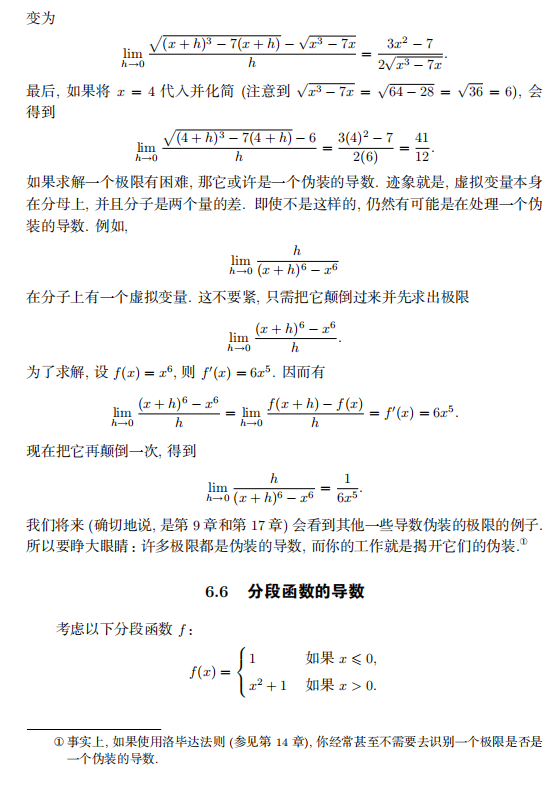 变为
$$\lim_{h\to 0}\frac{\sqrt{(x+h)^3-7(x+h)}-\sqrt{x^3-7x}}{h}=\frac{3x^2-7}{2\sqrt{x^3-7x}}.$$
最后, 如果将 $x=4$ 代入并化简 (注意到 $\sqrt{x^3-7x}=\sqrt{64-28}=\sqrt{36}=6$), 会
得到
$$\lim_{h\to 0}\frac{\sqrt{(4+h)^3-7(4+h)}-6}{h}=\frac{3(4)^2-7}{2(6)}=\frac{41}{12}.$$
如果求解一个极限有困难, 那它或许是一个伪装的导数. 迹象就是, 虚拟变量本身
在分母上, 并且分子是两个量的差. 即使不是这样的, 仍然有可能是在处理一个伪
装的导数. 例如,
$$\lim_{h\to 0}\frac{h}{(x+h)^6-x^6}$$
在分子上有一个虚拟变量. 这不要紧, 只需把它颠倒过来并先求出极限
$$\lim_{h\to 0}\frac{(x+h)^6-x^6}{h}.$$
为了求解, 设 $f(x)=x^6$, 则 $f'(x)=6x^5$. 因而有
$$\lim_{h\to 0}\frac{(x+h)^6-x^6}{h}=\lim_{h\to 0}\frac{f(x+h)-f(x)}{h}=f'(x)=6x^5.$$
现在把它再颠倒一次, 得到
$$\lim_{h\to 0}\frac{h}{(x+h)^6-x^6}=\frac{1}{6x^5}.$$
我们将来 (确切地说, 是第 9 章和第 17 章) 会看到其他一些导数伪装的极限的例子.
所以要睁大眼睛：许多极限都是伪装的导数, 而你的工作就是揭开它们的伪装.①
6.6 分段函数的导数
考虑以下分段函数 $f$：
$$f(x)=\begin{cases}1 & \text{如果 } x\leqslant 0,\\ x^2+1 & \text{如果 } x>0.\end{cases}$$
① 事实上, 如果使用洛毕达法则 (参见第 14 章), 你经常甚至不需要去识别一个极限是否是
一个伪装的导数.